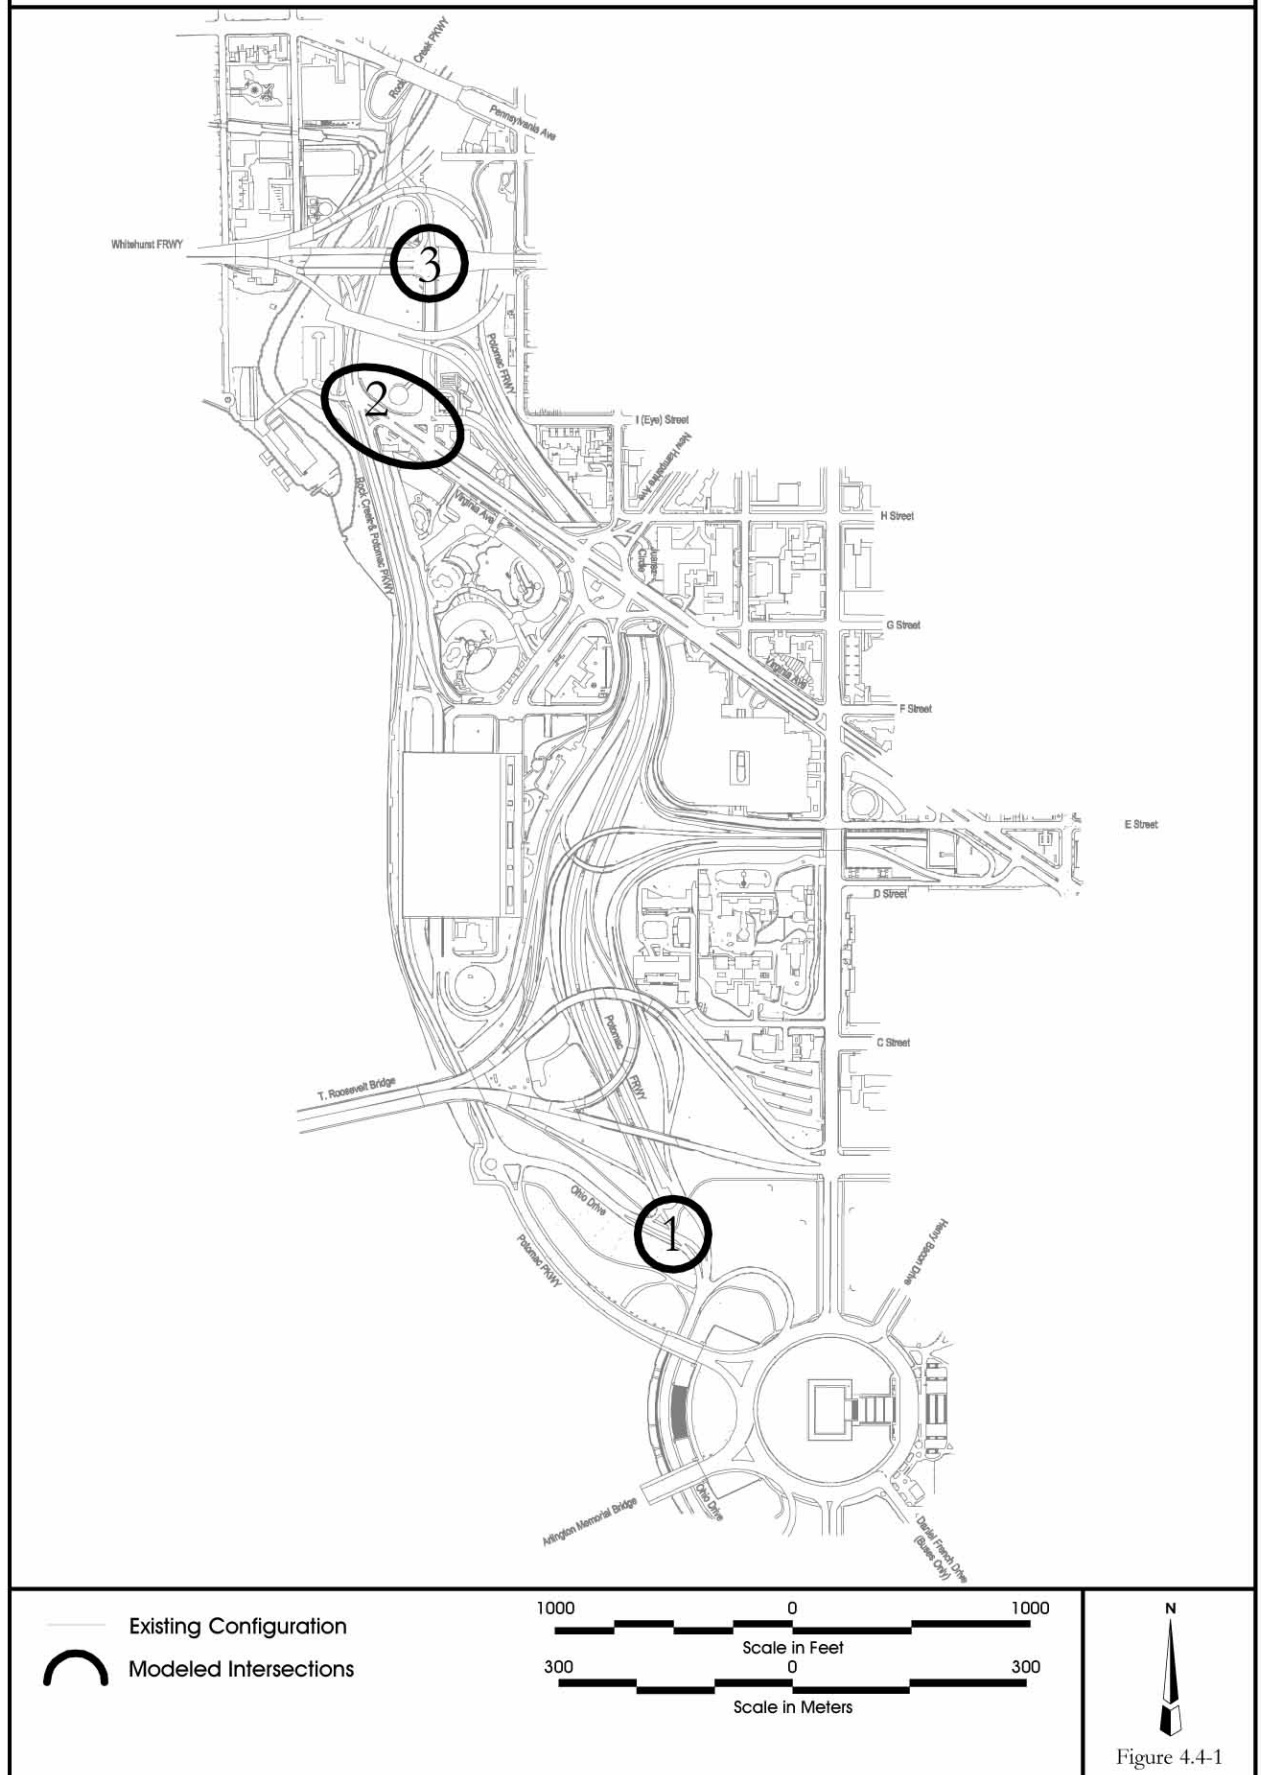 Creek PKWY
Rock
Pennsylvania Ave
Whitehurst FRWY
3
Potomac FRWY
2
I (Eye) Street
New Hampshire Ave
Rock Creek & Potomac PKWY
Virginia Ave
H Street
Juarez
Circle
G Street
Virginia Ave
F Street
E Street
D Street
Potomac
FRWY
C Street
T. Roosevelt Bridge
Ohio Drive
1
Potomac PKWY
Henry Bacon Drive
Arlington Memorial Bridge
Ohio Drive
Daniel French Drive
(Buses Only)
Existing Configuration
Modeled Intersections
1000 0 1000
Scale in Feet
300 0 300
Scale in Meters
N
Figure 4.4-1